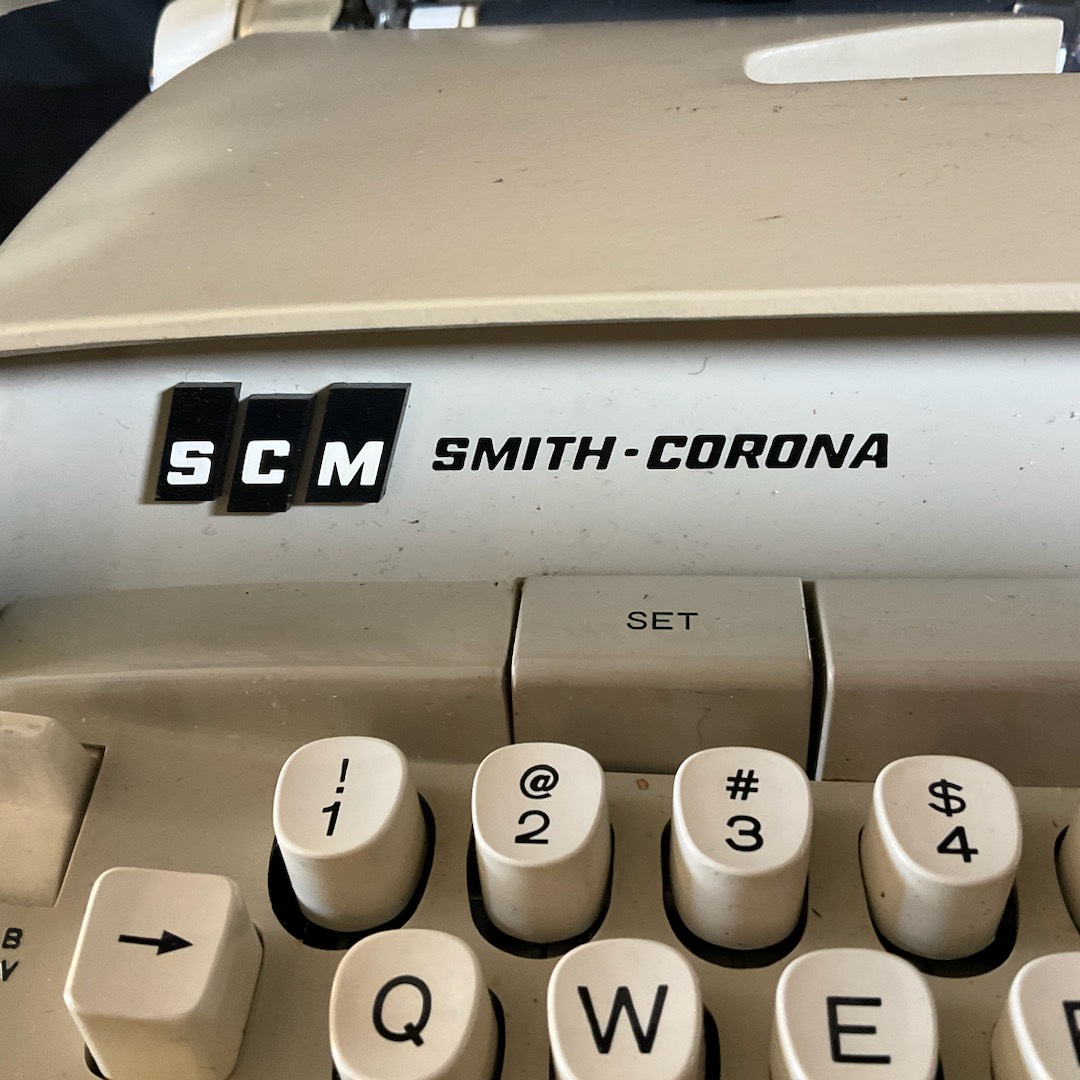 SCM SMITH-CORONA
SET
! @ # $
1 2 3 4
B
V
→
Q W E